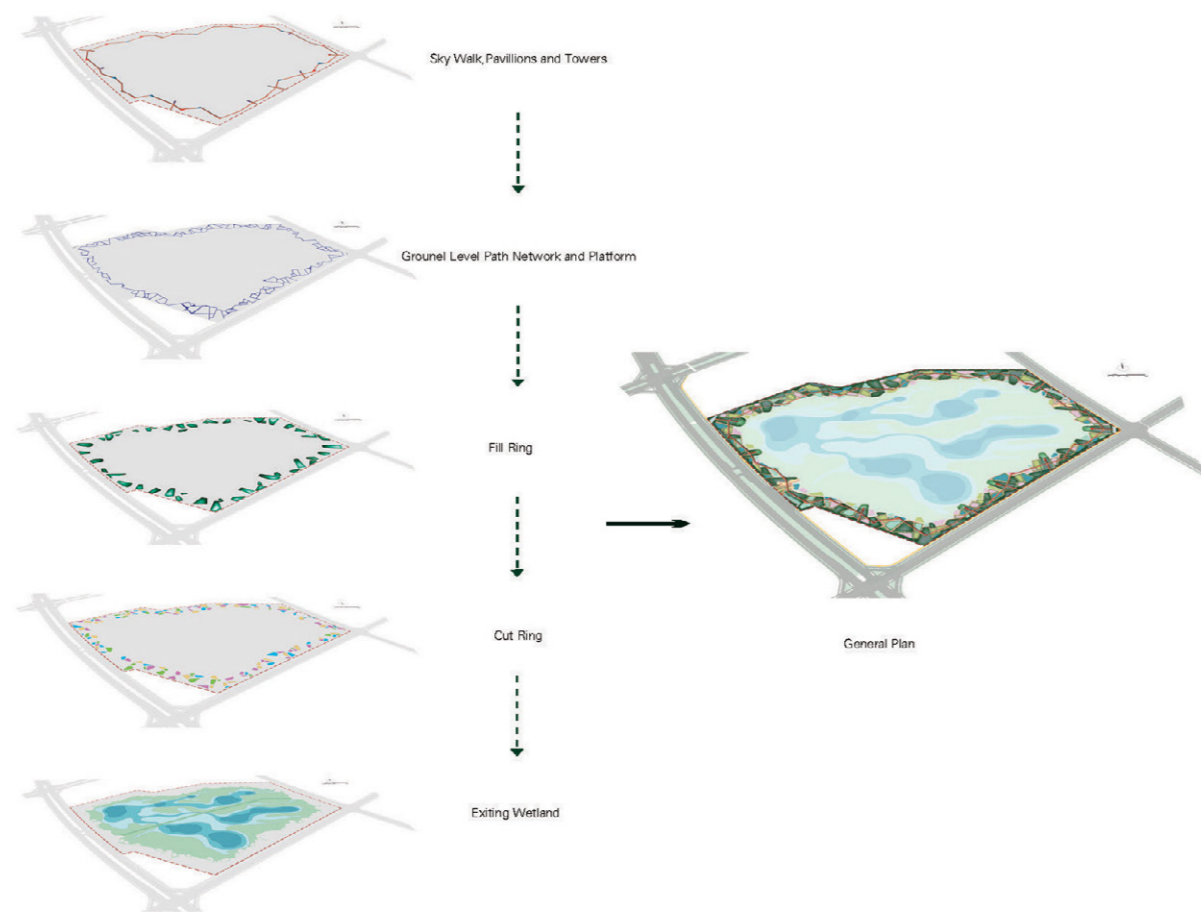 Sky Walk,Pavillions and Towers
Grounel Level Path Network and Platform
Fill Ring
Cut Ring
General Plan
Exiting Wetland